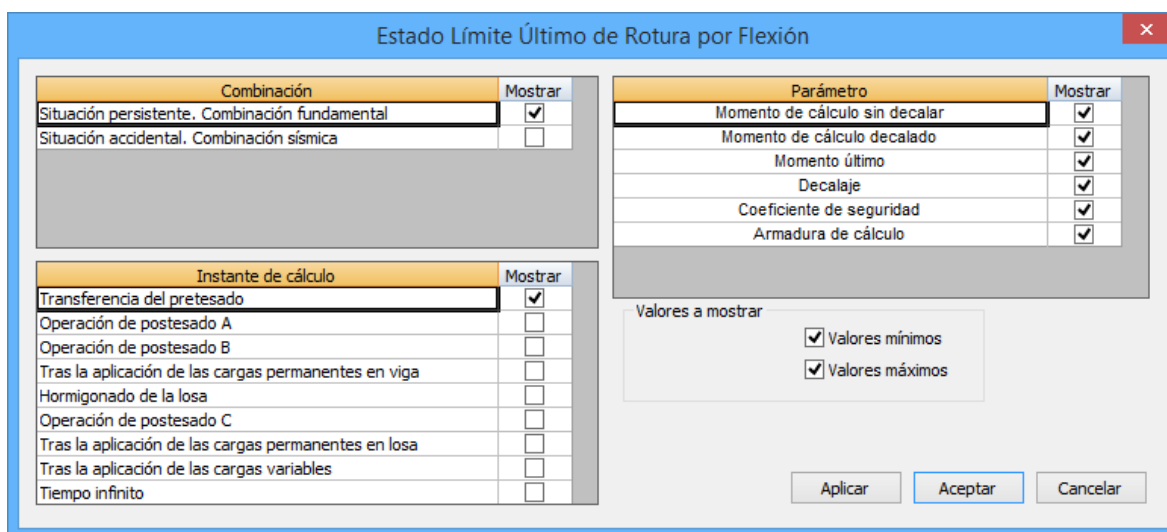 Estado Límite Último de Rotura por Flexión
Combinación Mostrar
Situación persistente. Combinación fundamental
Situación accidental. Combinación sísmica
Instante de cálculo Mostrar
Transferencia del pretesado
Operación de postesado A
Operación de postesado B
Tras la aplicación de las cargas permanentes en viga
Hormigonado de la losa
Operación de postesado C
Tras la aplicación de las cargas permanentes en losa
Tras la aplicación de las cargas variables
Tiempo infinito
Parámetro Mostrar
Momento de cálculo sin decalar
Momento de cálculo decalado
Momento último
Decalaje
Coeficiente de seguridad
Armadura de cálculo
Valores a mostrar
Valores mínimos
Valores máximos
Aplicar Aceptar Cancelar